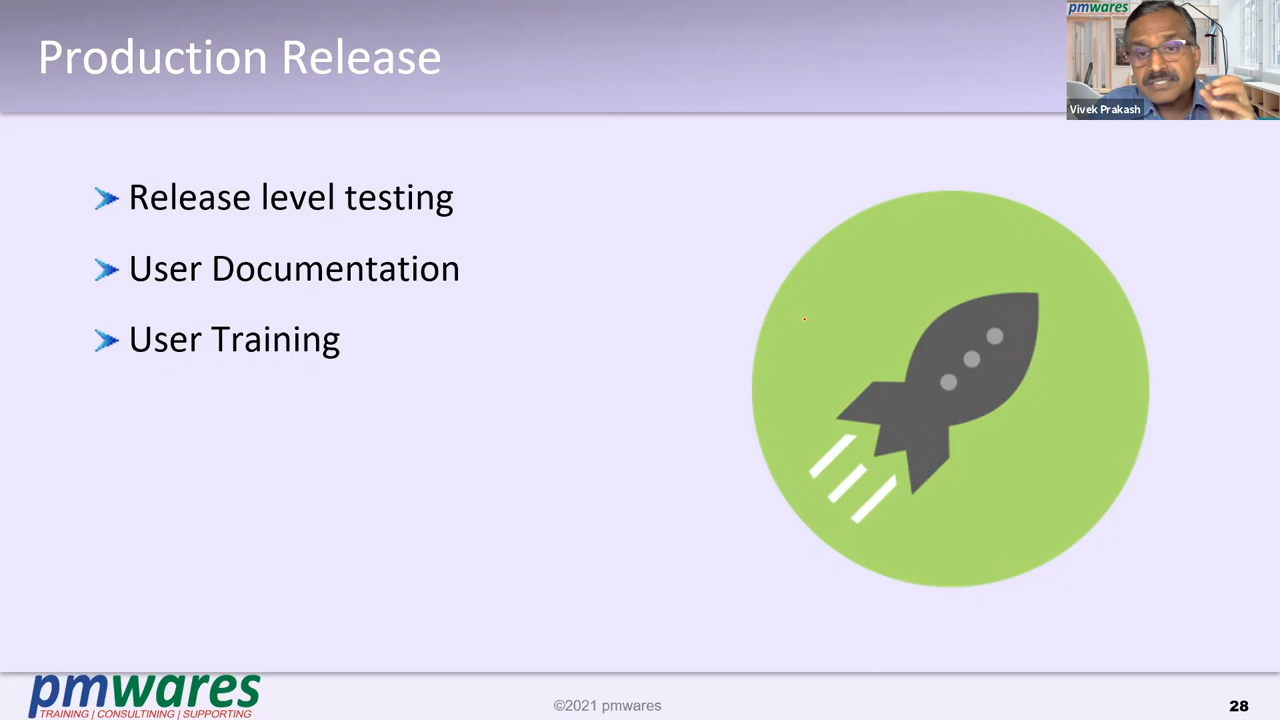 Production Release
pmwares
Vivek Prakash
Release level testing
User Documentation
User Training
pmwares
TRAINING | CONSULTINING | SUPPORTING
©2021 pmwares
28